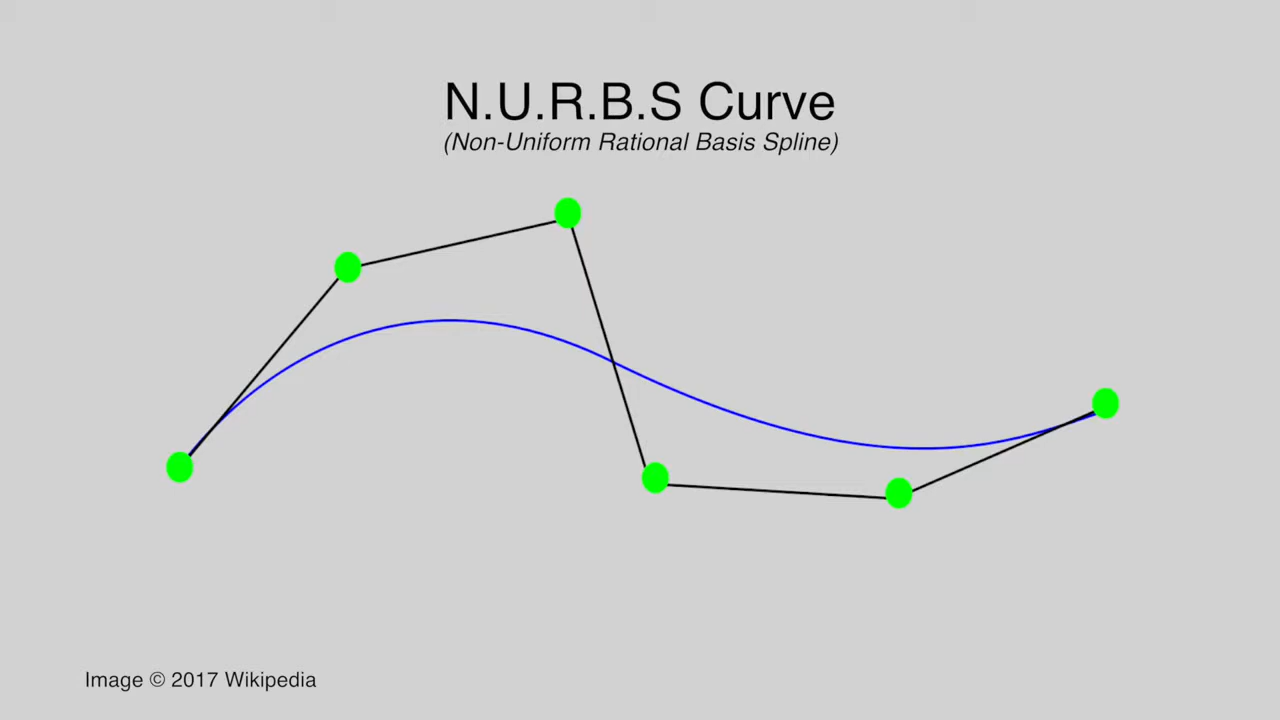 N.U.R.B.S Curve
(Non-Uniform Rational Basis Spline)
Image © 2017 Wikipedia